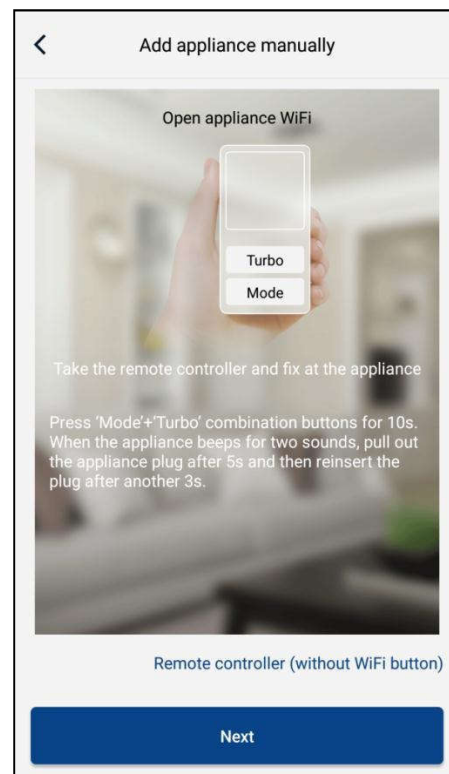 Add appliance manually
Open appliance WiFi
Turbo
Mode
Take the remote controller and fix at the appliance
Press ‘Mode’+‘Turbo’ combination buttons for 10s.
When the appliance beeps for two sounds, pull out
the appliance plug after 5s and then reinsert the
plug after another 3s.
Remote controller (without WiFi button)
Next